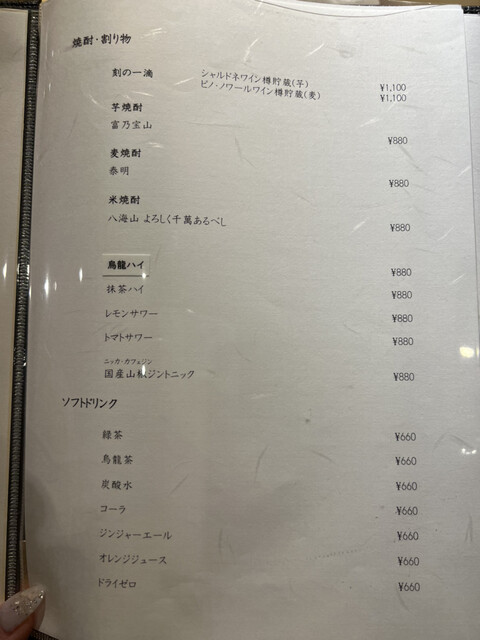 焼酎・割り物
刻の一滴 シャルドネワイン樽貯蔵(芋) ¥1,100
ピノ・ノワールワイン樽貯蔵(麦) ¥1,100
芋焼酎
富乃宝山 ¥880
麦焼酎
泰明 ¥880
米焼酎
八海山 よろしく千萬あるべし ¥880
烏龍ハイ ¥880
抹茶ハイ ¥880
レモンサワー ¥880
トマトサワー ¥880
ニッカ・カフェジン
国産山椒ジントニック ¥880
ソフトドリンク
緑茶 ¥660
烏龍茶 ¥660
炭酸水 ¥660
コーラ ¥660
ジンジャーエール ¥660
オレンジジュース ¥660
ドライゼロ ¥660